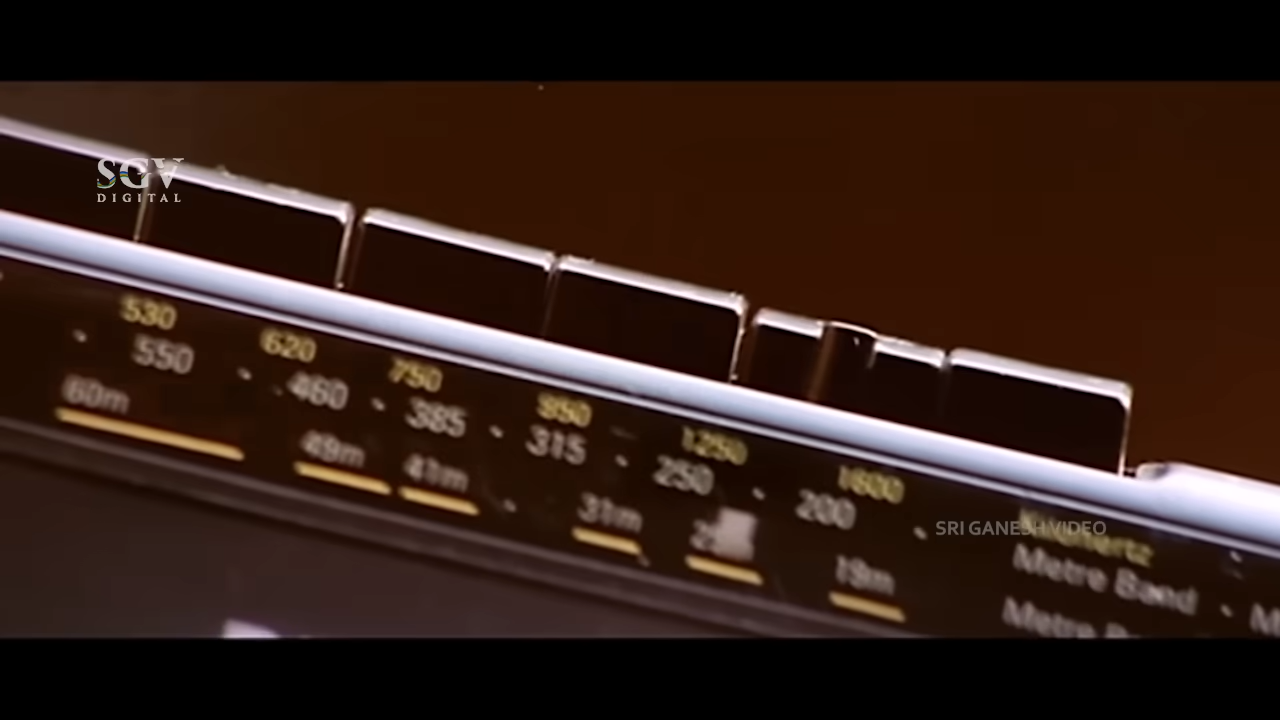 SGV
DIGITAL
530 620 750 950 1250 1600
550 460 385 315 250 200
60m 49m 41m 31m 19m
SRI GANESH VIDEO
Metre Band
Metre